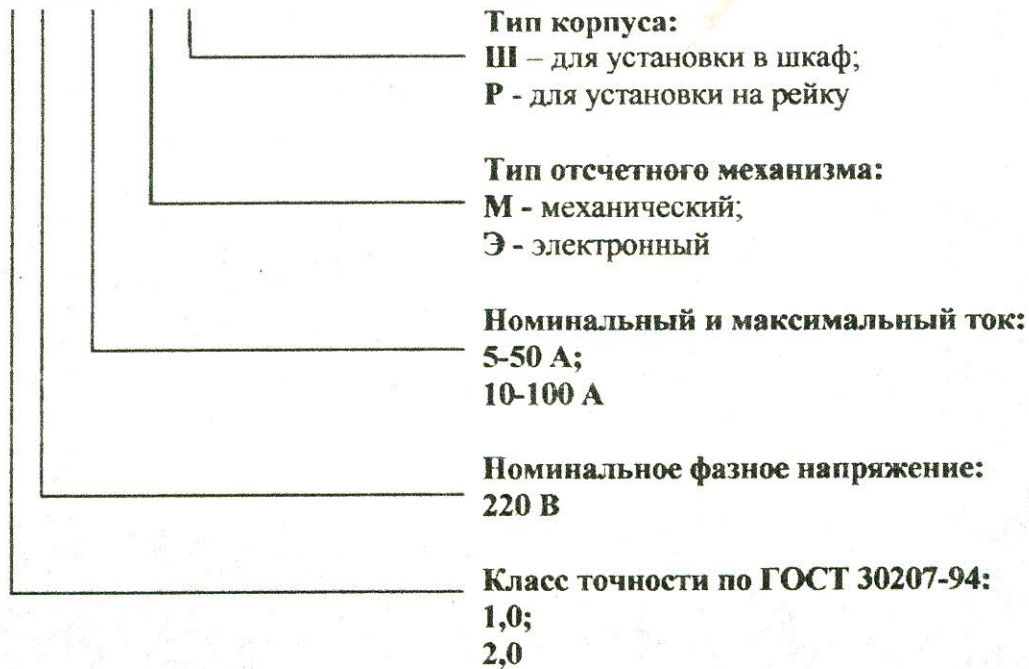 Тип корпуса:
Ш – для установки в шкаф;
Р - для установки на рейку
Тип отсчетного механизма:
М - механический;
Э - электронный
Номинальный и максимальный ток:
5-50 А;
10-100 А
Номинальное фазное напряжение:
220 В
Класс точности по ГОСТ 30207-94:
1,0;
2,0